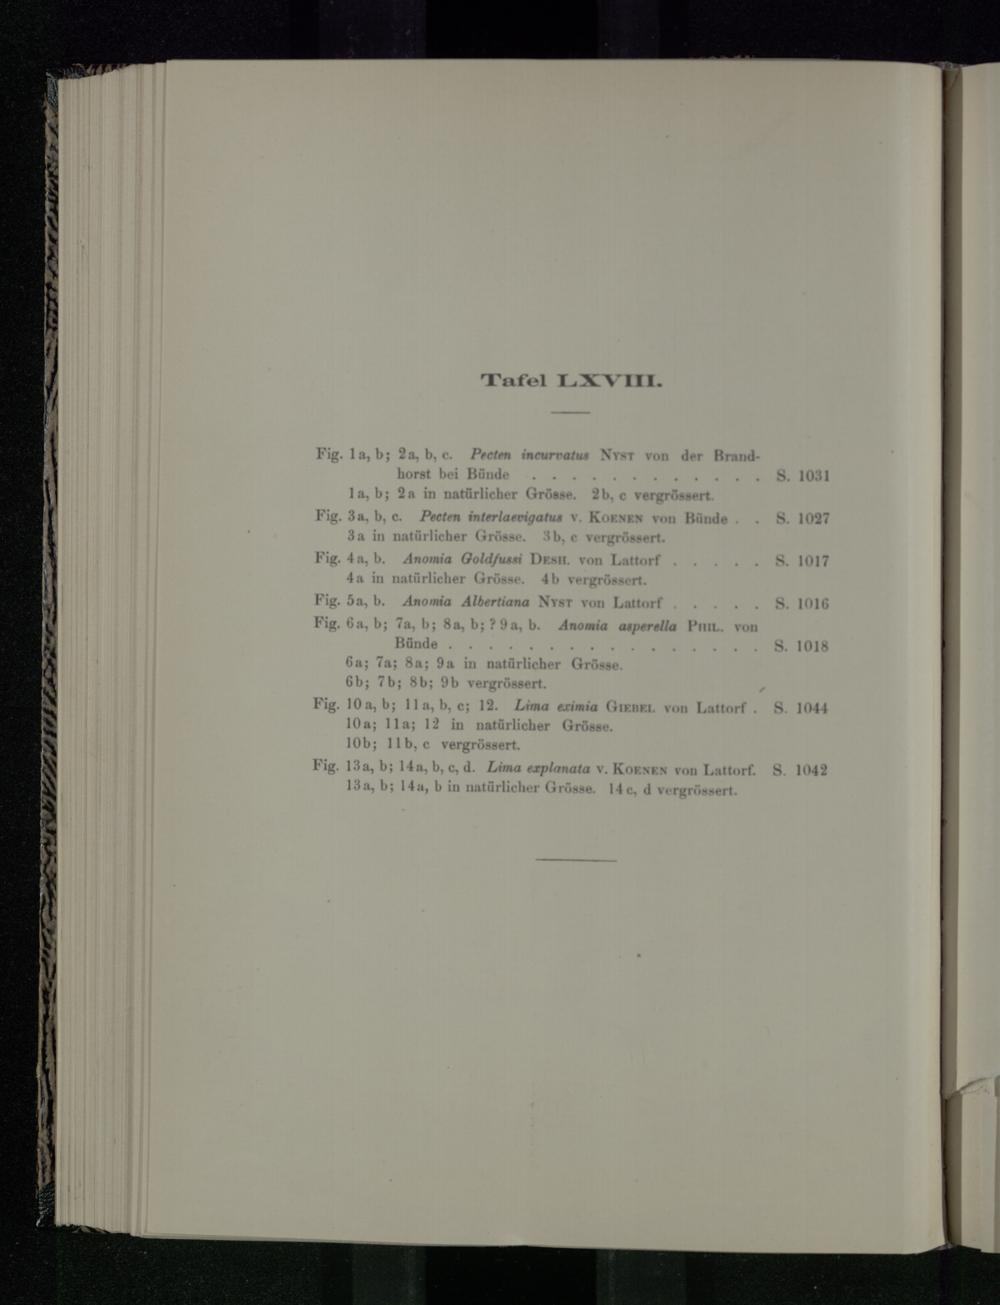 Tafel LXVIII.
Fig. 1a, b; 2a, b, c. Pecten incurvatus NYST von der Brand-
horst bei Bünde . . . . . . . . . . . . S. 1031
1a, b; 2a in natürlicher Grösse. 2b, c vergrössert.
Fig. 3a, b, c. Pecten interlaevigatus V. KOENEN von Bünde . . S. 1027
3a in natürlicher Grösse. 3b, c vergrössert.
Fig. 4a, b. Anomia Goldfussi DESH. von Lattorf . . . . . S. 1017
4a in natürlicher Grösse. 4b vergrössert.
Fig. 5a, b. Anomia Albertiana NYST von Lattorf . . . . . S. 1016
Fig. 6a, b; 7a, b; 8a, b; ? 9a, b. Anomia asperella PHIL. von
Bünde . . . . . . . . . . . . . . . . S. 1018
6a; 7a; 8a; 9a in natürlicher Grösse.
6b; 7b; 8b; 9b vergrössert.
Fig. 10a, b; 11a, b, c; 12. Lima eximia GIEBEL von Lattorf . S. 1044
10a; 11a; 12 in natürlicher Grösse.
10b; 11b, c vergrössert.
Fig. 13a, b; 14a, b, c, d. Lima explanata V. KOENEN von Lattorf. S. 1042
13a, b; 14a, b in natürlicher Grösse. 14c, d vergrössert.